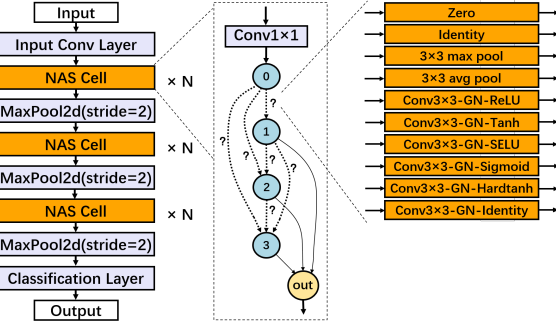 Input
Input Conv Layer
NAS Cell
× N
MaxPool2d(stride=2)
NAS Cell
× N
MaxPool2d(stride=2)
NAS Cell
× N
MaxPool2d(stride=2)
Classification Layer
Output
Conv1×1
0
?
1
?
?
?
2
?
3
out
Zero
Identity
3×3 max pool
3×3 avg pool
Conv3×3-GN-ReLU
Conv3×3-GN-Tanh
Conv3×3-GN-SELU
Conv3×3-GN-Sigmoid
Conv3×3-GN-Hardtanh
Conv3×3-GN-Identity